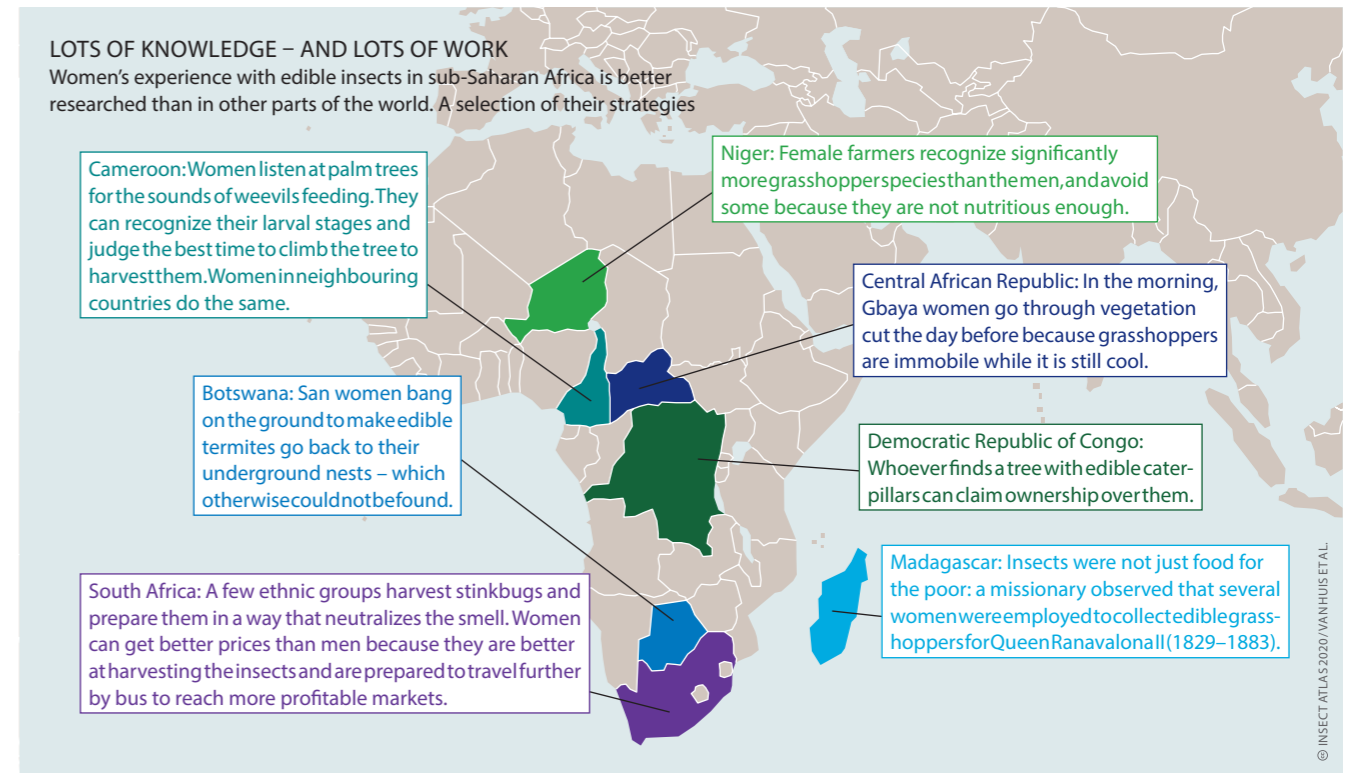 LOTS OF KNOWLEDGE – AND LOTS OF WORK
Women's experience with edible insects in sub-Saharan Africa is better
researched than in other parts of the world. A selection of their strategies
Cameroon: Women listen at palm trees
for the sounds of weevils feeding. They
can recognize their larval stages and
judge the best time to climb the tree to
harvest them. Women in neighbouring
countries do the same.
Niger: Female farmers recognize significantly
more grasshopper species than the men, and avoid
some because they are not nutritious enough.
Central African Republic: In the morning,
Gbaya women go through vegetation
cut the day before because grasshoppers
are immobile while it is still cool.
Botswana: San women bang
on the ground to make edible
termites go back to their
underground nests – which
otherwise could not be found.
Democratic Republic of Congo:
Whoever finds a tree with edible cater-
pillars can claim ownership over them.
Madagascar: Insects were not just food for
the poor: a missionary observed that several
women were employed to collect edible grass-
hoppers for Queen Ranavalona II (1829–1883).
South Africa: A few ethnic groups harvest stinkbugs and
prepare them in a way that neutralizes the smell. Women
can get better prices than men because they are better
at harvesting the insects and are prepared to travel further
by bus to reach more profitable markets.
INSECT ATLAS 2020 / VAN HUIS ET AL.